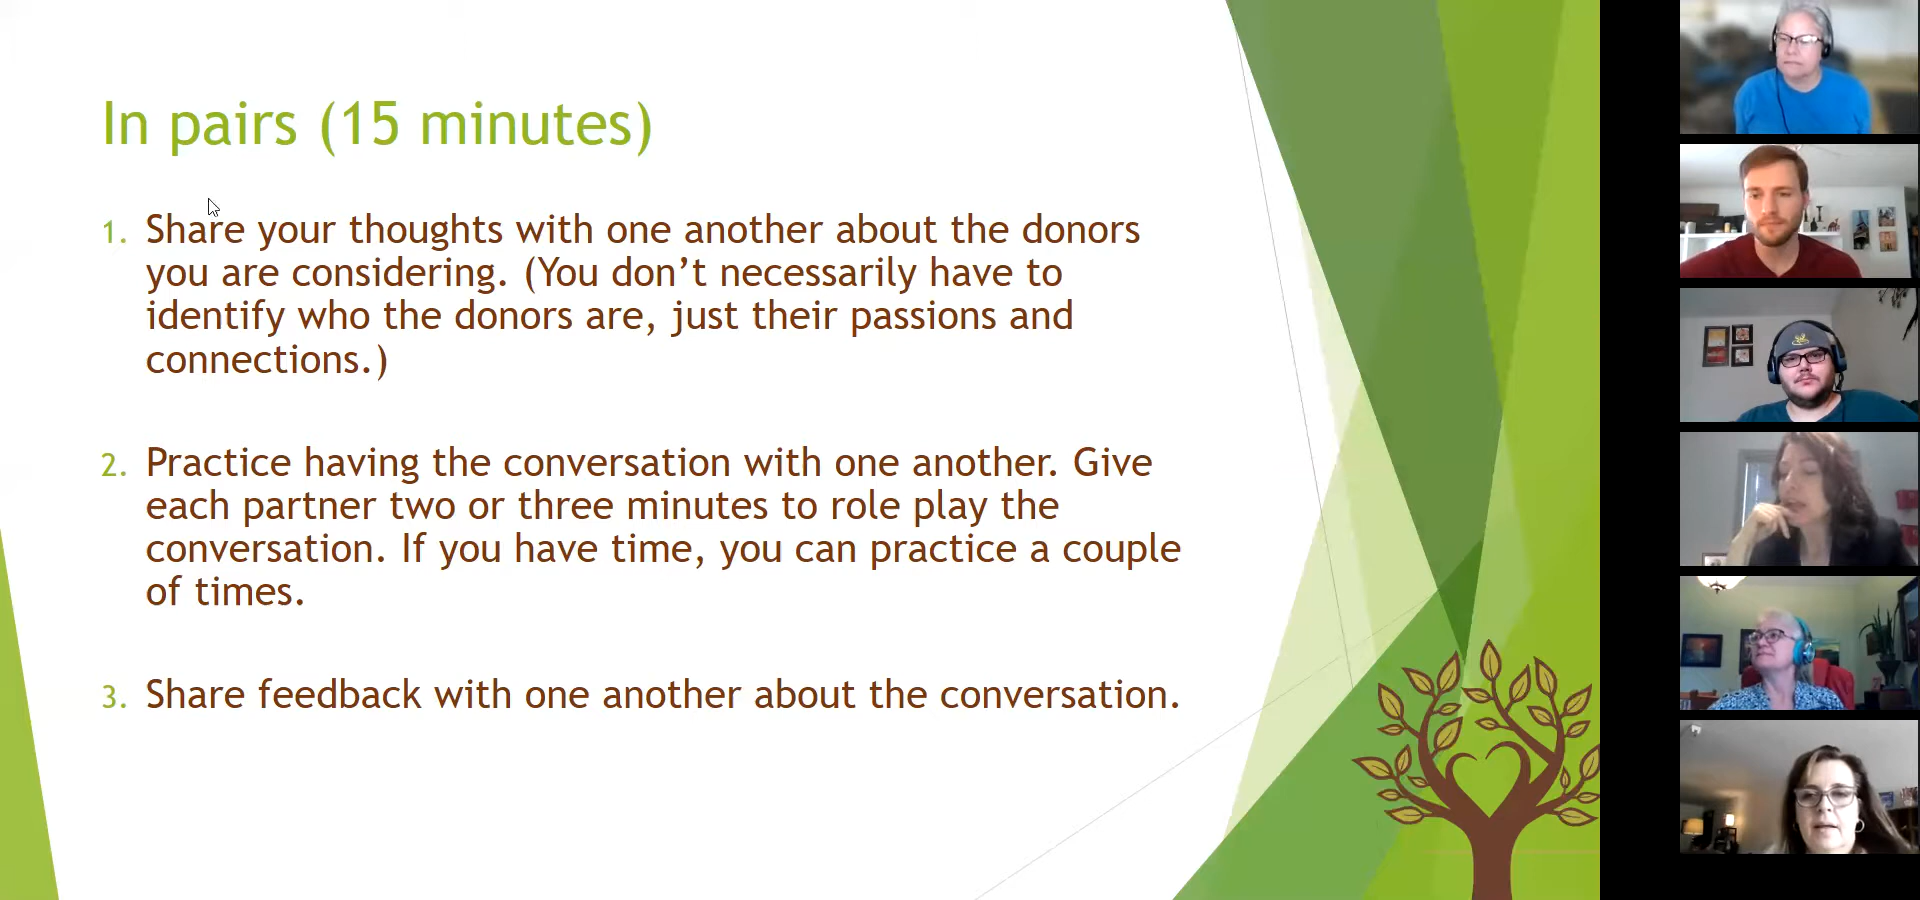 In pairs (15 minutes)
1. Share your thoughts with one another about the donors
you are considering. (You don’t necessarily have to
identify who the donors are, just their passions and
connections.)
2. Practice having the conversation with one another. Give
each partner two or three minutes to role play the
conversation. If you have time, you can practice a couple
of times.
3. Share feedback with one another about the conversation.